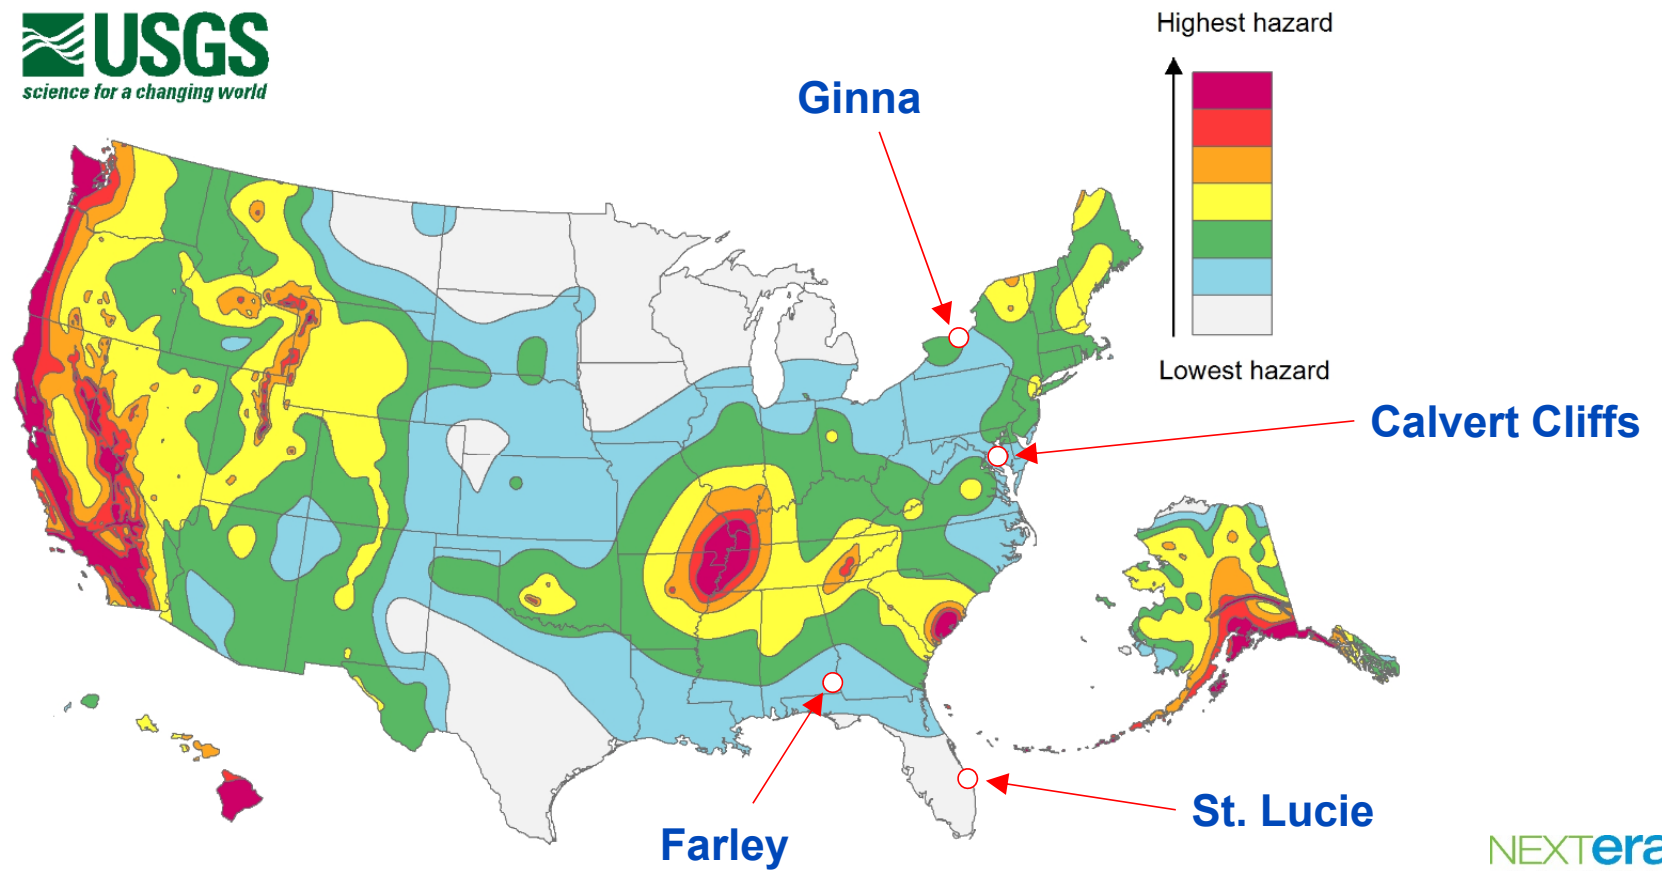 USGS
science for a changing world
Highest hazard
Ginna
Lowest hazard
Calvert Cliffs
St. Lucie
Farley
NEXTera